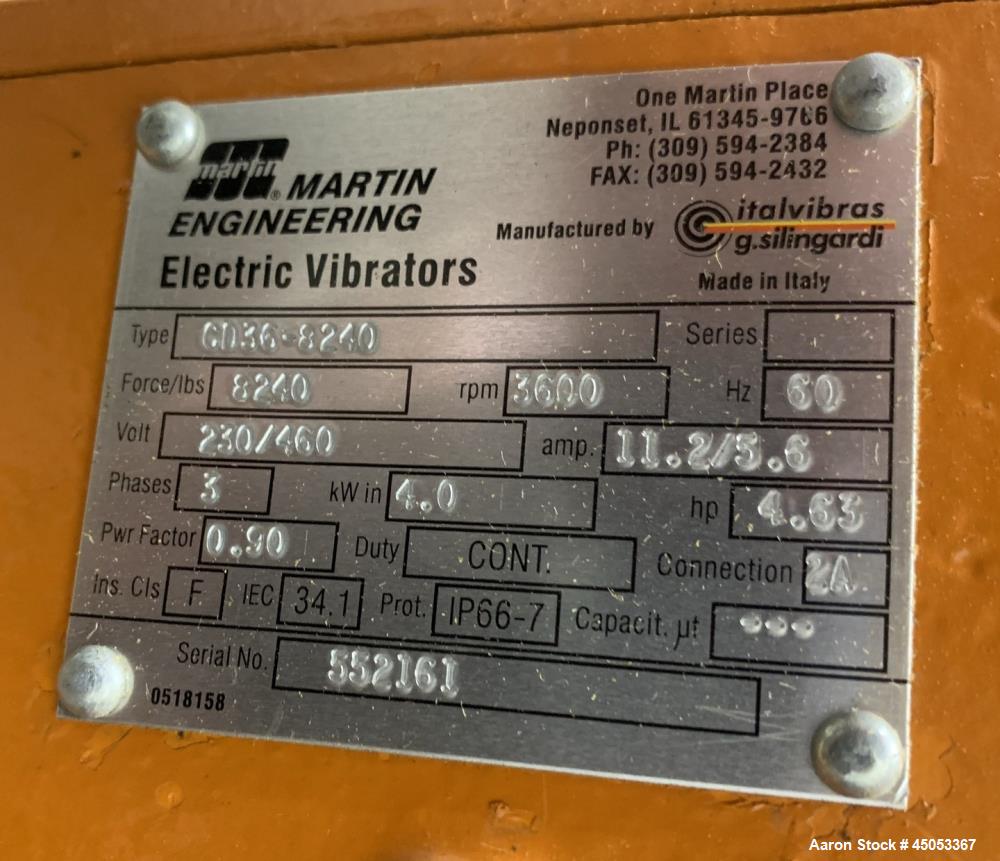 One Martin Place
Neponset, IL 61345-9766
Ph: (309) 594-2384
FAX: (309) 594-2432
martin® MARTIN
ENGINEERING
Electric Vibrators
Manufactured by italvibras
g.silingardi
Made in Italy
Type CD36-8240 Series
Force/lbs 8240 rpm 3600 Hz 60
Volt 230/460 amp. 11.2/5.6
Phases 3 kW in 4.0 hp 4.63
Pwr Factor 0.90 Duty CONT. Connection 2A
Ins. Cls F IEC 34.1 Prot. IP66-7 Capacit. µf ---
Serial No. 552161
0518158
Aaron Stock # 45053367